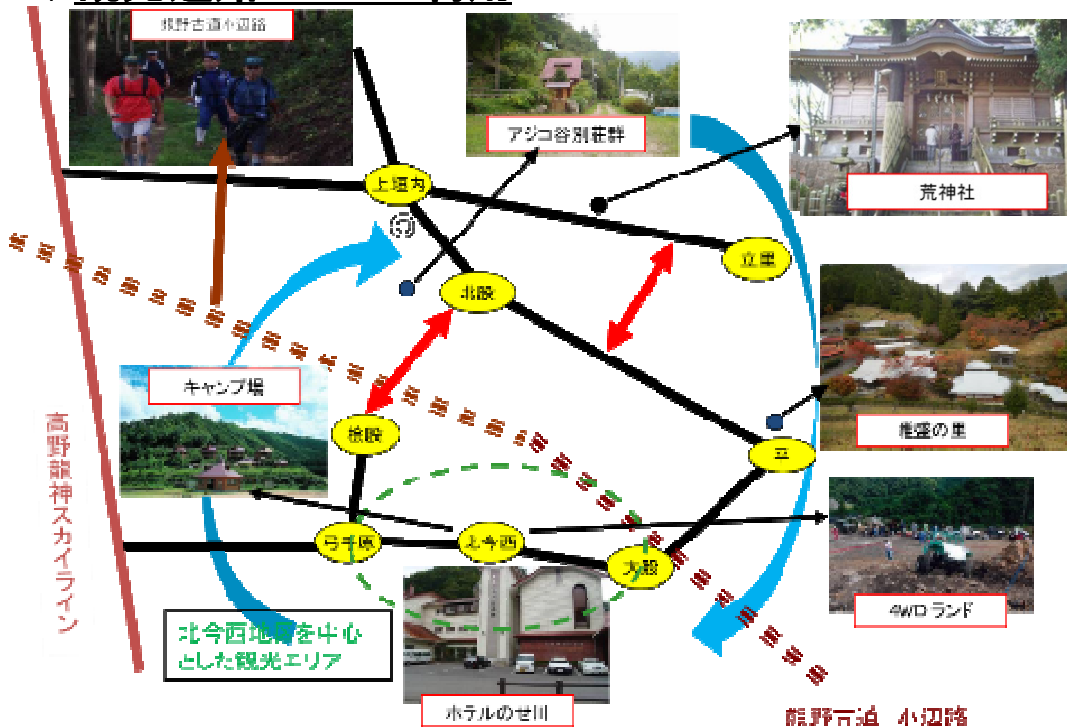 熊野古道小辺路
アジコ谷別荘群
荒神社
上垣内
立里
北股
キャンプ場
維盛の里
桧股
平
高野龍神スカイライン
弓手原
北今西
大股
4WDランド
北今西地区を中心
とした観光エリア
ホテルのせ川
熊野古道 小辺路